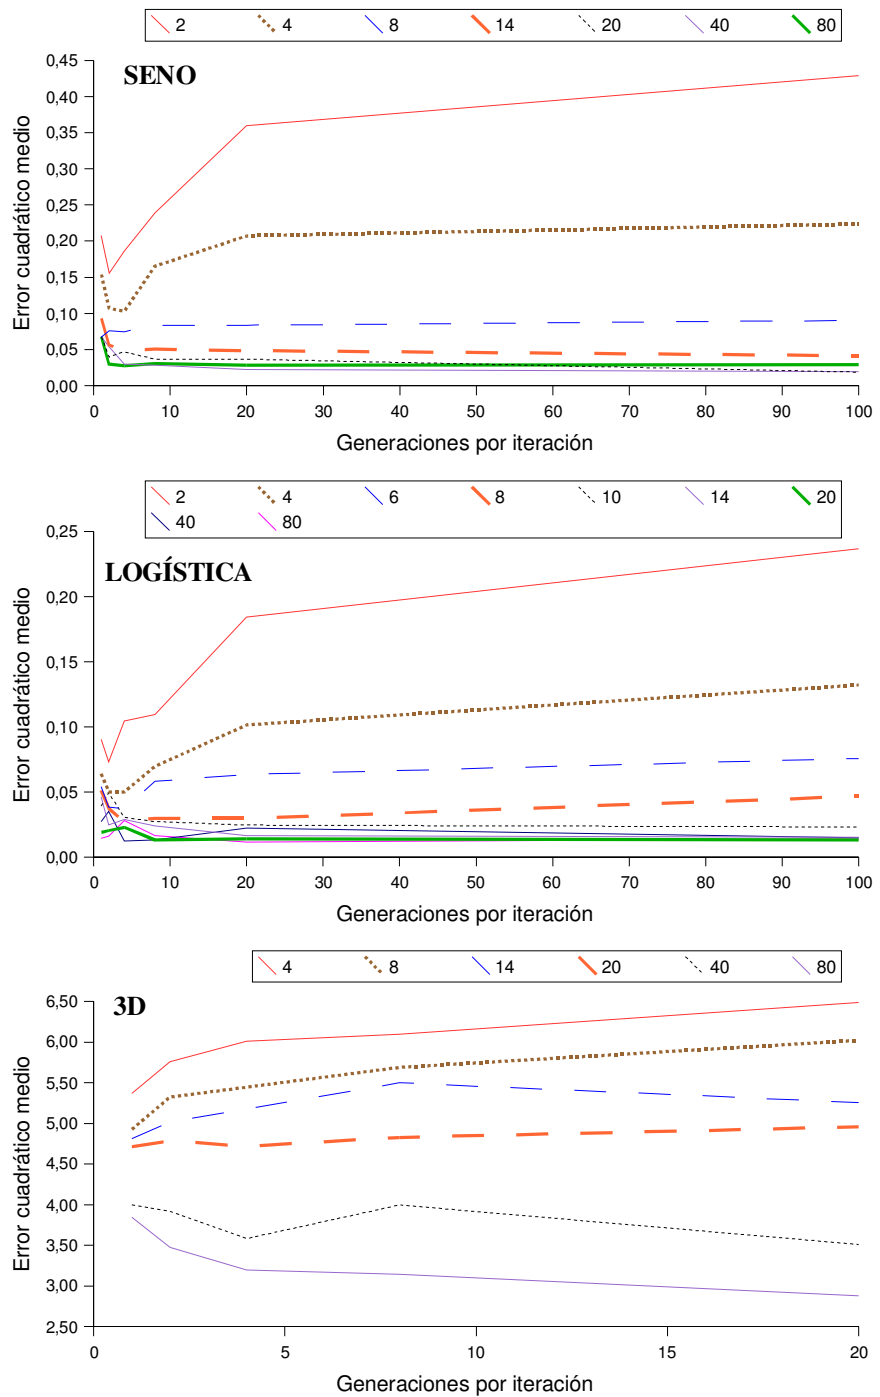 2 4 8 14 20 40 80
0,45
SENO
0,40
0,35
0,30
0,25
0,20
0,15
0,10
0,05
0,00
Error cuadrático medio
0 10 20 30 40 50 60 70 80 90 100
Generaciones por iteración
2 4 6 8 10 14 20
40 80
0,25
LOGÍSTICA
0,20
0,15
0,10
0,05
0,00
Error cuadrático medio
0 10 20 30 40 50 60 70 80 90 100
Generaciones por iteración
4 8 14 20 40 80
6,50
3D
6,00
5,50
5,00
4,50
4,00
3,50
3,00
2,50
Error cuadrático medio
0 5 10 15 20
Generaciones por iteración